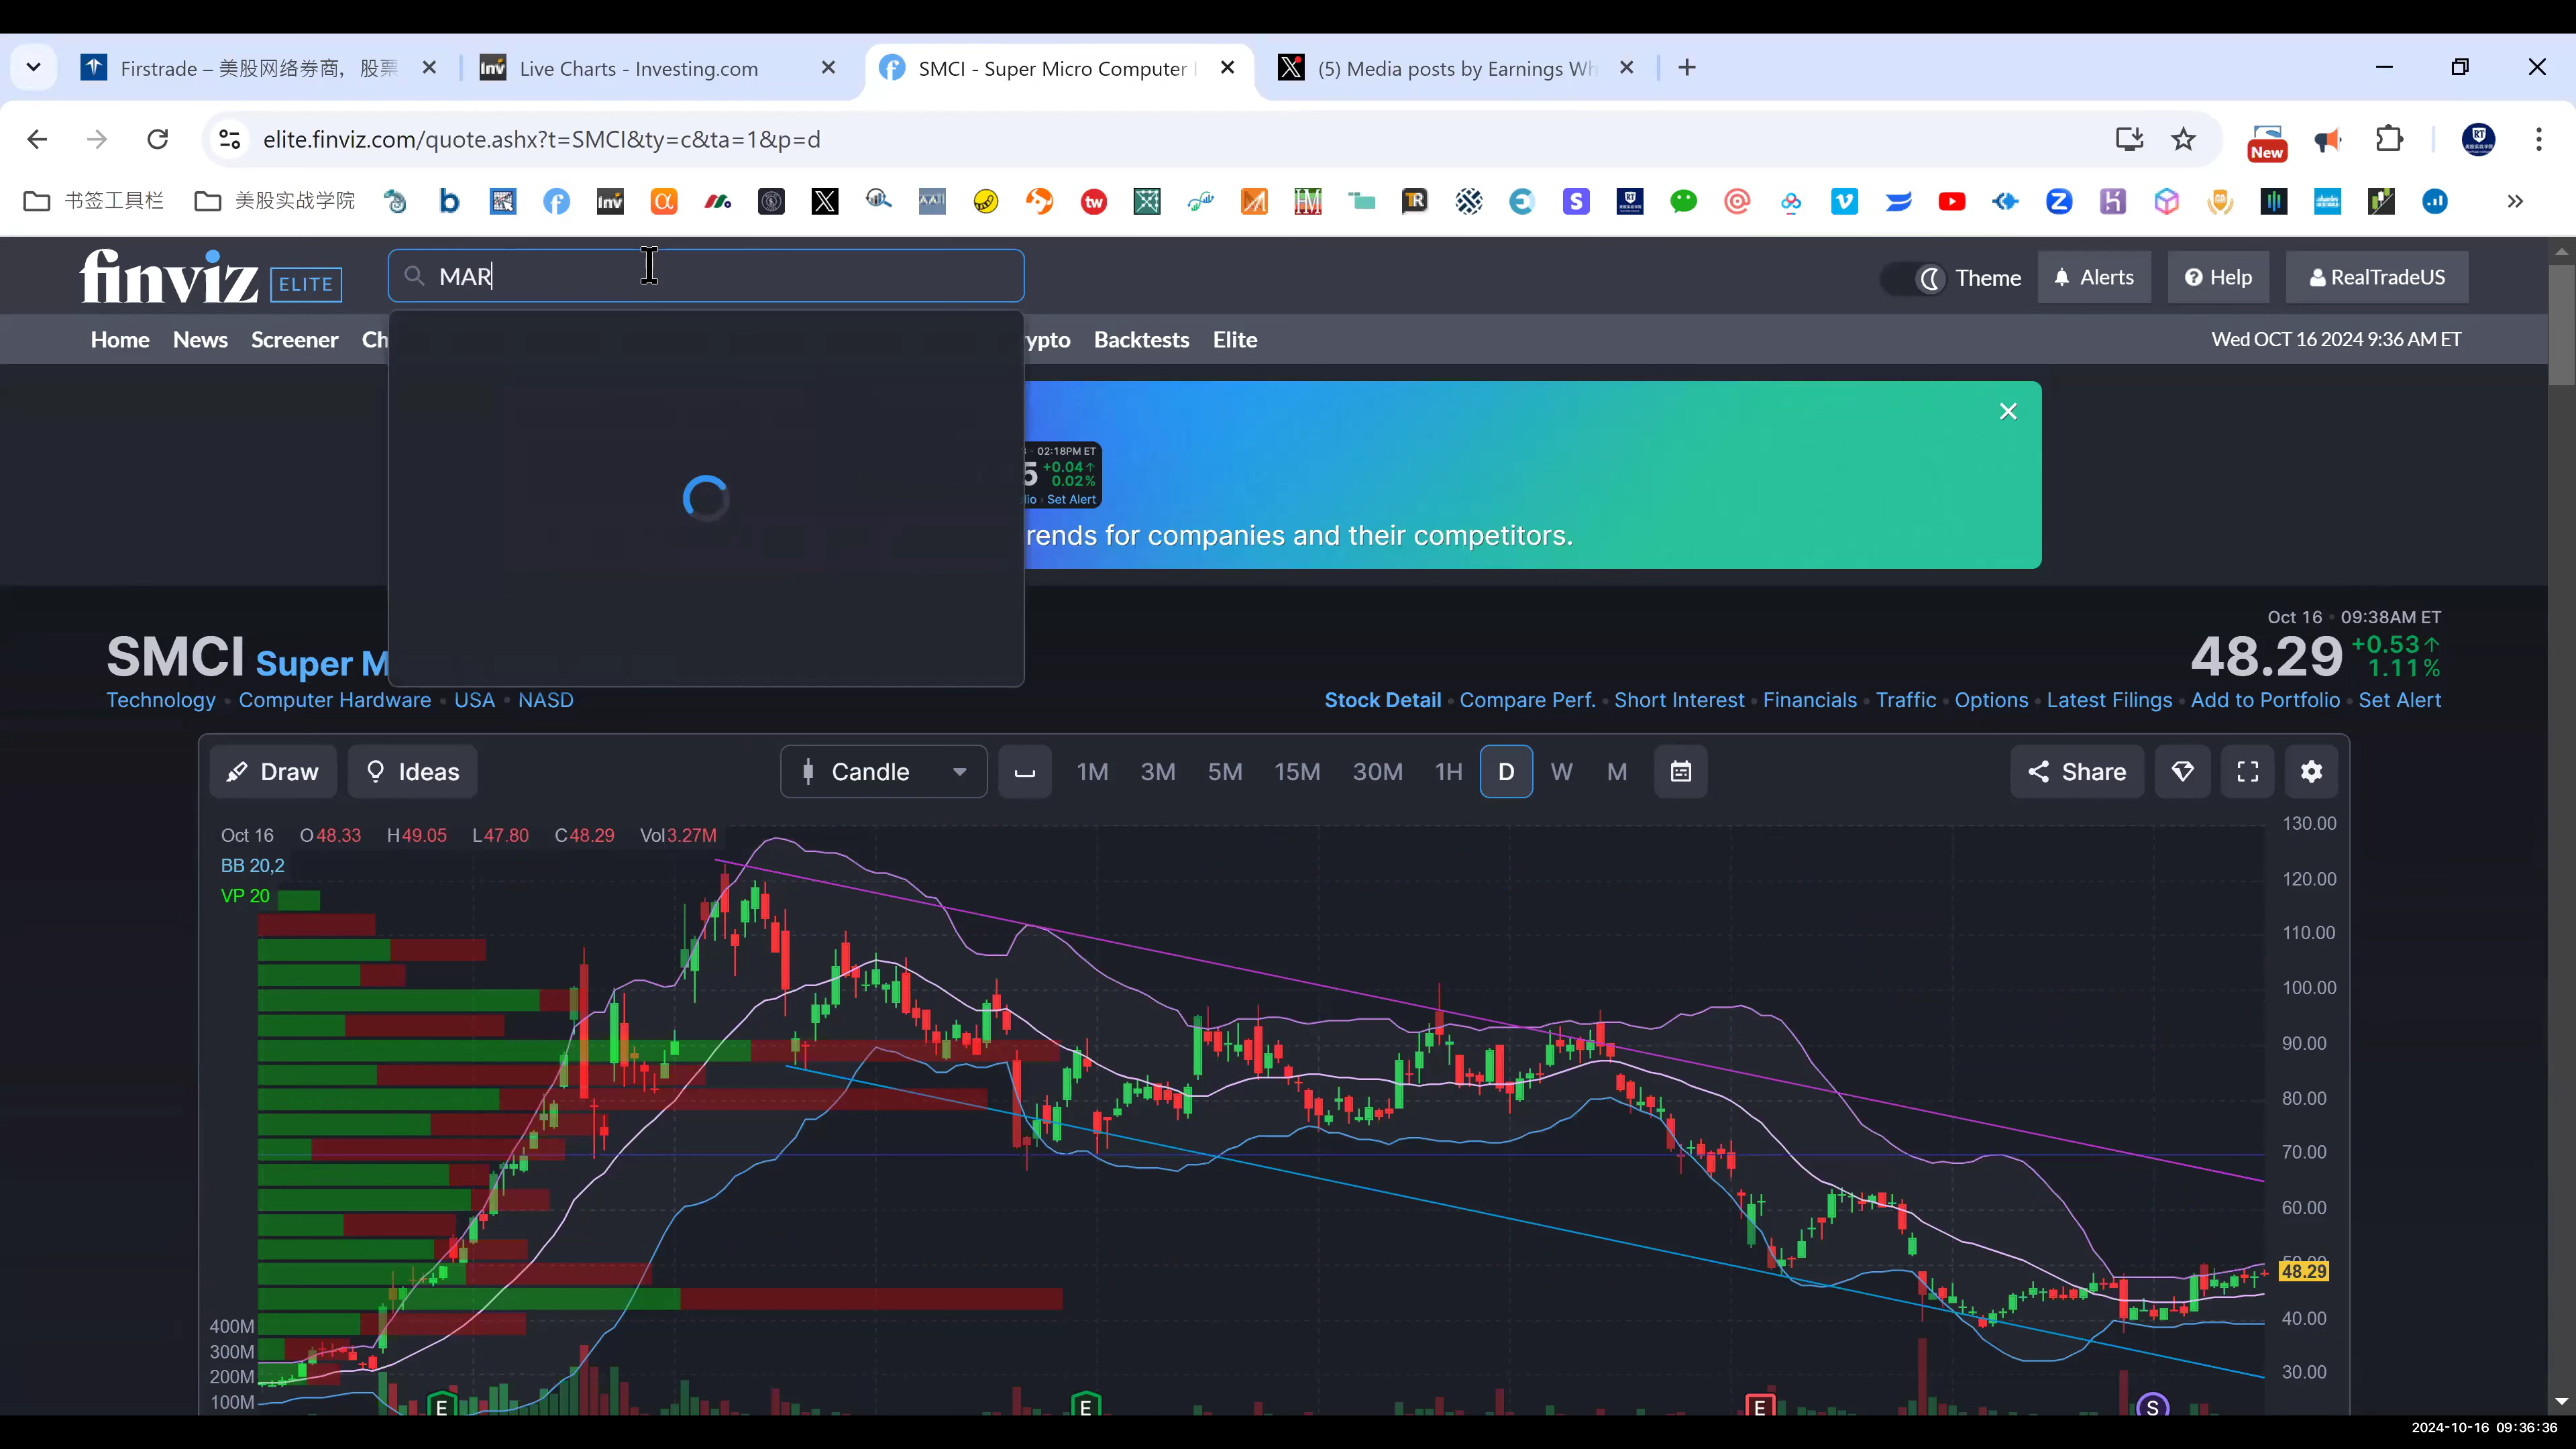 Firstrade – 美股网络券商, 股票
Live Charts - Investing.com
SMCI - Super Micro Computer
(5) Media posts by Earnings Wh
elite.finviz.com/quote.ashx?t=SMCI&ty=c&ta=1&p=d
New
书签工具栏
美股实战学院
finviz ELITE
MAR
Theme
Alerts
Help
RealTradeUS
Home News Screener Ch
ypto Backtests Elite
Wed OCT 16 2024 9:36 AM ET
02:18PM ET
5 +0.04
0.02%
lio Set Alert
rends for companies and their competitors.
Oct 16 • 09:38AM ET
SMCI Super M
48.29 +0.53
1.11%
Technology • Computer Hardware • USA • NASD
Stock Detail • Compare Perf. • Short Interest • Financials • Traffic • Options • Latest Filings • Add to Portfolio • Set Alert
Draw
Ideas
Candle
1M 3M 5M 15M 30M 1H D W M
Share
Oct 16 O48.33 H49.05 L47.80 C48.29 Vol3.27M
BB 20,2
VP 20
130.00
120.00
110.00
100.00
90.00
80.00
70.00
60.00
48.29
40.00
30.00
400M
300M
200M
100M
E
E
E
S
2024-10-16 09:36:36